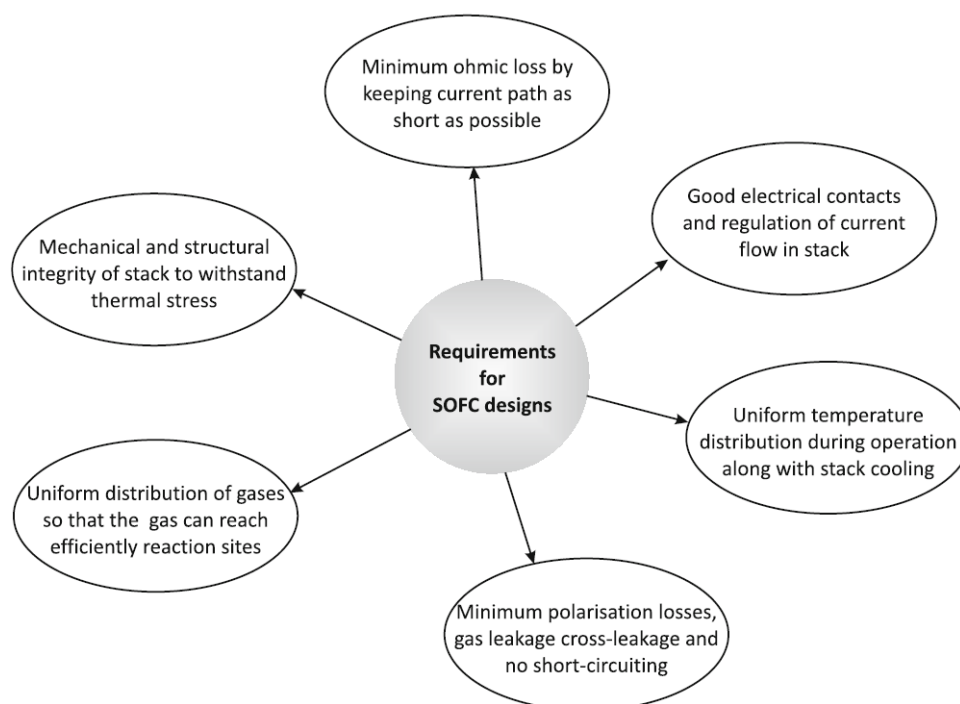 Minimum ohmic loss by
keeping current path as
short as possible
Good electrical contacts
and regulation of current
flow in stack
Mechanical and structural
integrity of stack to withstand
thermal stress
Requirements
for
SOFC designs
Uniform temperature
distribution during operation
along with stack cooling
Uniform distribution of gases
so that the gas can reach
efficiently reaction sites
Minimum polarisation losses,
gas leakage cross-leakage and
no short-circuiting